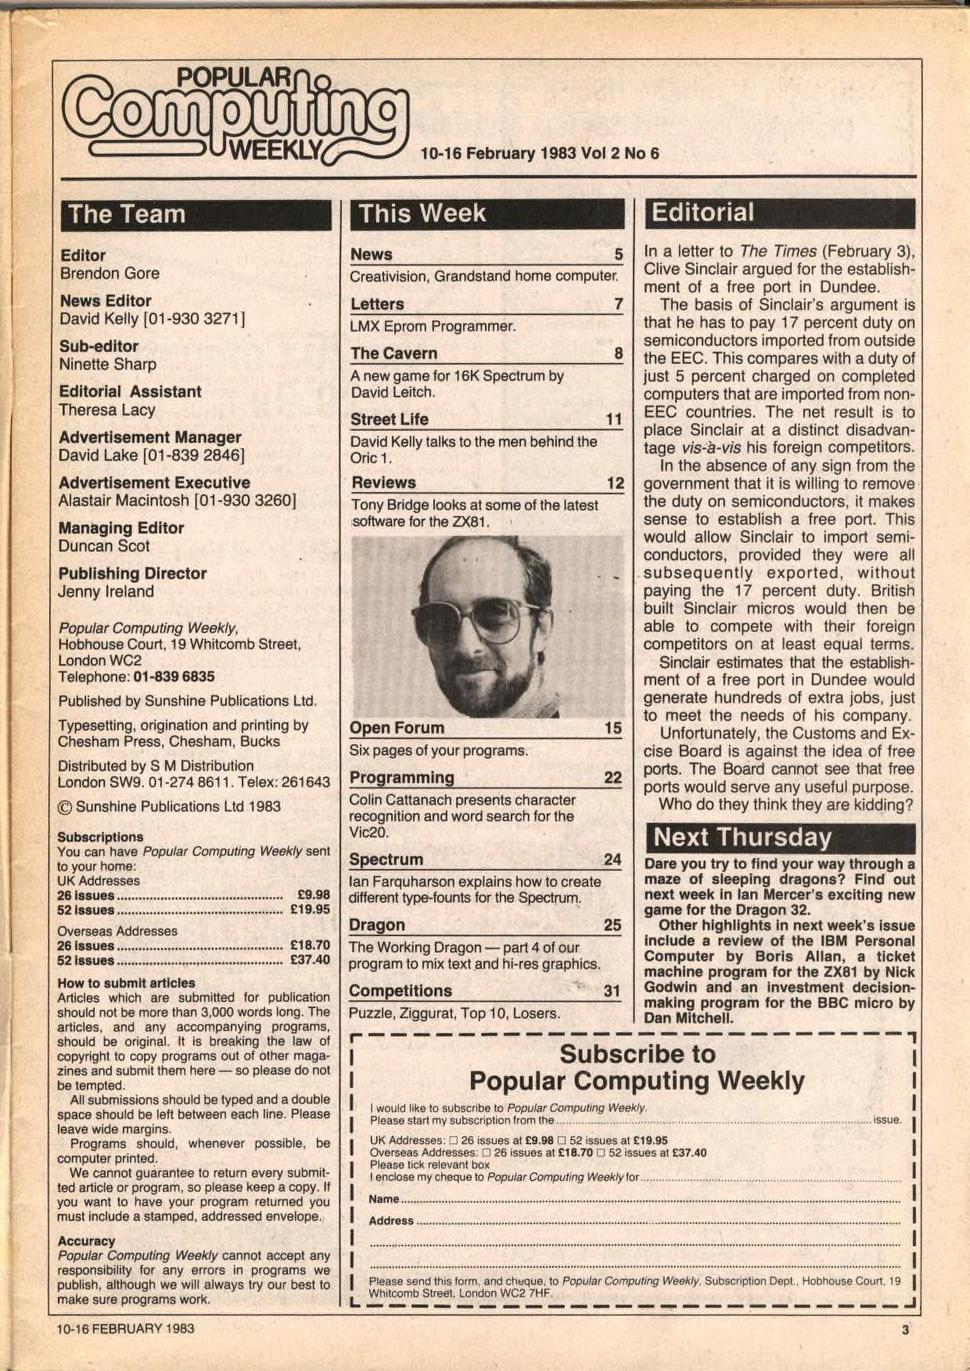 POPULAR
Computing
WEEKLY
10-16 February 1983 Vol 2 No 6
The Team
Editor
Brendon Gore
News Editor
David Kelly [01-930 3271]
Sub-editor
Ninette Sharp
Editorial Assistant
Theresa Lacy
Advertisement Manager
David Lake [01-839 2846]
Advertisement Executive
Alastair Macintosh [01-930 3260]
Managing Editor
Duncan Scot
Publishing Director
Jenny Ireland
Popular Computing Weekly,
Hobhouse Court, 19 Whitcomb Street,
London WC2
Telephone: 01-839 6835
Published by Sunshine Publications Ltd.
Typesetting, origination and printing by
Chesham Press, Chesham, Bucks
Distributed by S M Distribution
London SW9. 01-274 8611. Telex: 261643
© Sunshine Publications Ltd 1983
Subscriptions
You can have Popular Computing Weekly sent
to your home:
UK Addresses
26 issues ........ £9.98
52 issues ........ £19.95
Overseas Addresses
26 issues ........ £18.70
52 issues ........ £37.40
How to submit articles
Articles which are submitted for publication
should not be more than 3,000 words long. The
articles, and any accompanying programs,
should be original. It is breaking the law of
copyright to copy programs out of other maga-
zines and submit them here — so please do not
be tempted.
All submissions should be typed and a double
space should be left between each line. Please
leave wide margins.
Programs should, whenever possible, be
computer printed.
We cannot guarantee to return every submit-
ted article or program, so please keep a copy. If
you want to have your program returned you
must include a stamped, addressed envelope.
Accuracy
Popular Computing Weekly cannot accept any
responsibility for any errors in programs we
publish, although we will always try our best to
make sure programs work.
This Week
News 5
Creativision, Grandstand home computer.
Letters 7
LMX Eprom Programmer.
The Cavern 8
A new game for 16K Spectrum by
David Leitch.
Street Life 11
David Kelly talks to the men behind the
Oric 1.
Reviews 12
Tony Bridge looks at some of the latest
software for the ZX81.
Open Forum 15
Six pages of your programs.
Programming 22
Colin Cattanach presents character
recognition and word search for the
Vic20.
Spectrum 24
Ian Farquharson explains how to create
different type-founts for the Spectrum.
Dragon 25
The Working Dragon — part 4 of our
program to mix text and hi-res graphics.
Competitions 31
Puzzle, Ziggurat, Top 10, Losers.
Editorial
In a letter to The Times (February 3),
Clive Sinclair argued for the establish-
ment of a free port in Dundee.
The basis of Sinclair's argument is
that he has to pay 17 percent duty on
semiconductors imported from outside
the EEC. This compares with a duty of
just 5 percent charged on completed
computers that are imported from non-
EEC countries. The net result is to
place Sinclair at a distinct disadvan-
tage vis-à-vis his foreign competitors.
In the absence of any sign from the
government that it is willing to remove
the duty on semiconductors, it makes
sense to establish a free port. This
would allow Sinclair to import semi-
conductors, provided they were all
subsequently exported, without
paying the 17 percent duty. British
built Sinclair micros would then be
able to compete with their foreign
competitors on at least equal terms.
Sinclair estimates that the establish-
ment of a free port in Dundee would
generate hundreds of extra jobs, just
to meet the needs of his company.
Unfortunately, the Customs and Ex-
cise Board is against the idea of free
ports. The Board cannot see that free
ports would serve any useful purpose.
Who do they think they are kidding?
Next Thursday
Dare you try to find your way through a
maze of sleeping dragons? Find out
next week in Ian Mercer's exciting new
game for the Dragon 32.
Other highlights in next week's issue
include a review of the IBM Personal
Computer by Boris Allan, a ticket
machine program for the ZX81 by Nick
Godwin and an investment decision-
making program for the BBC micro by
Dan Mitchell.
Subscribe to
Popular Computing Weekly
I would like to subscribe to Popular Computing Weekly.
Please start my subscription from the ........ issue.
UK Addresses: □ 26 issues at £9.98 □ 52 issues at £19.95
Overseas Addresses: □ 26 issues at £18.70 □ 52 issues at £37.40
Please tick relevant box
I enclose my cheque to Popular Computing Weekly for ........
Name ........
Address ........
Please send this form, and cheque, to Popular Computing Weekly, Subscription Dept., Hobhouse Court, 19
Whitcomb Street, London WC2 7HF.
10-16 FEBRUARY 1983
3